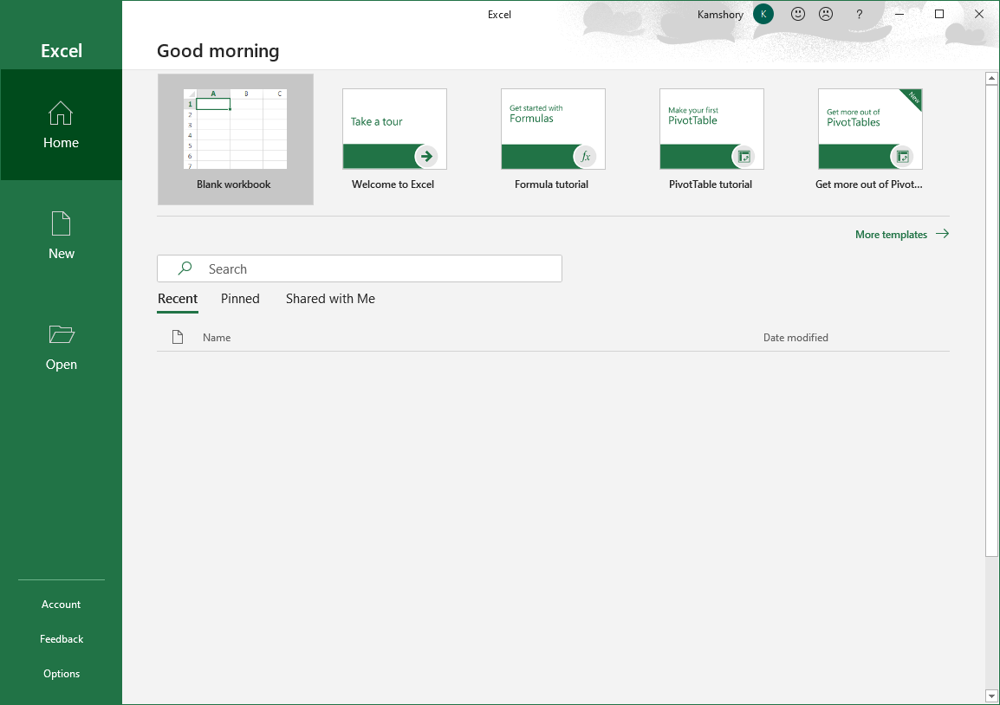 Excel
Kamshory
K
?
Excel
Good morning
Home
New
Open
Account
Feedback
Options
A B C
1
2
3
4
5
6
7
Blank workbook
Take a tour
Welcome to Excel
Get started with
Formulas
fx
Formula tutorial
Make your first
PivotTable
PivotTable tutorial
New
Get more out of
PivotTables
Get more out of Pivot...
More templates
Search
Recent
Pinned
Shared with Me
Name
Date modified